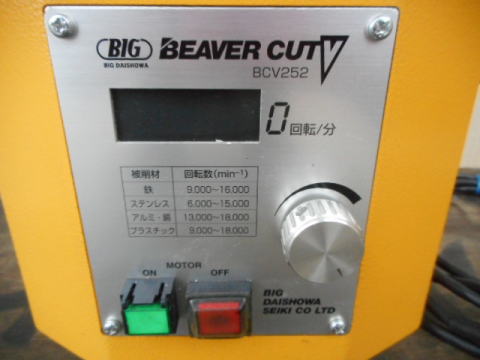 BIG BEAVER CUT V
BIG DAISHOWA
BCV252
0回転/分
被削材 回転数(min⁻¹)
鉄 9.000～16.000
ステンレス 6.000～15.000
アルミ・銅 13.000～18.000
プラスチック 9.000～18.000
MOTOR
ON OFF
BIG
DAISHOWA
SEIKI CO LTD